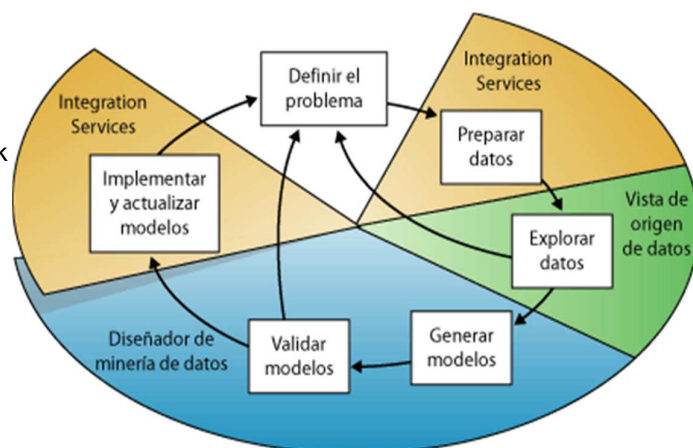 Definir el
problema
Integration
Services
Preparar
datos
Vista de
origen
de datos
Explorar
datos
Generar
modelos
Validar
modelos
Diseñador de
minería de datos
Implementar
y actualizar
modelos
Integration
Services
k